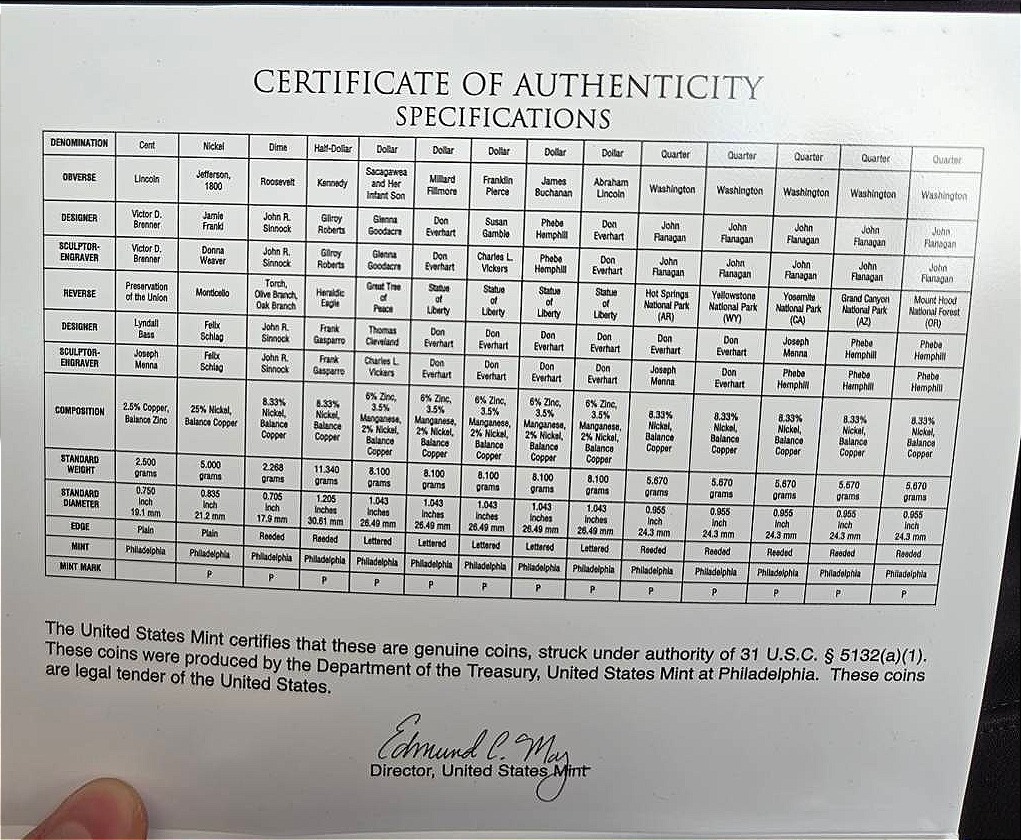 CERTIFICATE OF AUTHENTICITY
SPECIFICATIONS
DENOMINATION Cent Nickel Dime Half-Dollar Dollar Dollar Dollar Dollar Dollar Quarter Quarter Quarter Quarter Quarter
OBVERSE Lincoln Jefferson, 1800 Roosevelt Kennedy Sacagawea and Her Infant Son Millard Fillmore Franklin Pierce James Buchanan Abraham Lincoln Washington Washington Washington Washington Washington
DESIGNER Victor D. Brenner Jamie Franki John R. Sinnock Gilroy Roberts Glenna Goodacre Don Everhart Susan Gamble Phebe Hemphill Don Everhart John Flanagan John Flanagan John Flanagan John Flanagan John Flanagan
SCULPTOR-ENGRAVER Victor D. Brenner Donna Weaver John R. Sinnock Gilroy Roberts Glenna Goodacre Don Everhart Charles L. Vickers Phebe Hemphill Don Everhart John Flanagan John Flanagan John Flanagan John Flanagan John Flanagan
REVERSE Preservation of the Union Monticello Torch, Olive Branch, Oak Branch Heraldic Eagle Great Tree of Peace Statue of Liberty Statue of Liberty Statue of Liberty Statue of Liberty Hot Springs National Park (AR) Yellowstone National Park (WY) Yosemite National Park (CA) Grand Canyon National Park (AZ) Mount Hood National Forest (OR)
DESIGNER Lyndall Bass Felix Schlag John R. Sinnock Frank Gasparro Thomas Cleveland Don Everhart Don Everhart Don Everhart Don Everhart Don Everhart Don Everhart Joseph Menna Phebe Hemphill Phebe Hemphill
SCULPTOR-ENGRAVER Joseph Menna Felix Schlag John R. Sinnock Frank Gasparro Charles L. Vickers Don Everhart Don Everhart Don Everhart Don Everhart Joseph Menna Don Everhart Phebe Hemphill Phebe Hemphill Phebe Hemphill
COMPOSITION 2.5% Copper, Balance Zinc 25% Nickel, Balance Copper 8.33% Nickel, Balance Copper 8.33% Nickel, Balance Copper 6% Zinc, 3.5% Manganese, 2% Nickel, Balance Copper 6% Zinc, 3.5% Manganese, 2% Nickel, Balance Copper 6% Zinc, 3.5% Manganese, 2% Nickel, Balance Copper 6% Zinc, 3.5% Manganese, 2% Nickel, Balance Copper 6% Zinc, 3.5% Manganese, 2% Nickel, Balance Copper 8.33% Nickel, Balance Copper 8.33% Nickel, Balance Copper 8.33% Nickel, Balance Copper 8.33% Nickel, Balance Copper 8.33% Nickel, Balance Copper
STANDARD WEIGHT 2.500 grams 5.000 grams 2.268 grams 11.340 grams 8.100 grams 8.100 grams 8.100 grams 8.100 grams 8.100 grams 5.670 grams 5.670 grams 5.670 grams 5.670 grams 5.670 grams
STANDARD DIAMETER 0.750 inch 19.1 mm 0.835 inch 21.2 mm 0.705 inch 17.9 mm 1.205 inches 30.61 mm 1.043 inches 26.49 mm 1.043 inches 26.49 mm 1.043 inches 26.49 mm 1.043 inches 26.49 mm 1.043 inches 26.49 mm 0.955 inch 24.3 mm 0.955 inch 24.3 mm 0.955 inch 24.3 mm 0.955 inch 24.3 mm 0.955 inch 24.3 mm
EDGE Plain Plain Reeded Reeded Lettered Lettered Lettered Lettered Lettered Reeded Reeded Reeded Reeded Reeded
MINT Philadelphia Philadelphia Philadelphia Philadelphia Philadelphia Philadelphia Philadelphia Philadelphia Philadelphia Philadelphia Philadelphia Philadelphia Philadelphia Philadelphia
MINT MARK P P P P P P P P P P P P P
The United States Mint certifies that these are genuine coins, struck under authority of 31 U.S.C. § 5132(a)(1).
These coins were produced by the Department of the Treasury, United States Mint at Philadelphia. These coins
are legal tender of the United States.
Edmund C. Moy
Director, United States Mint